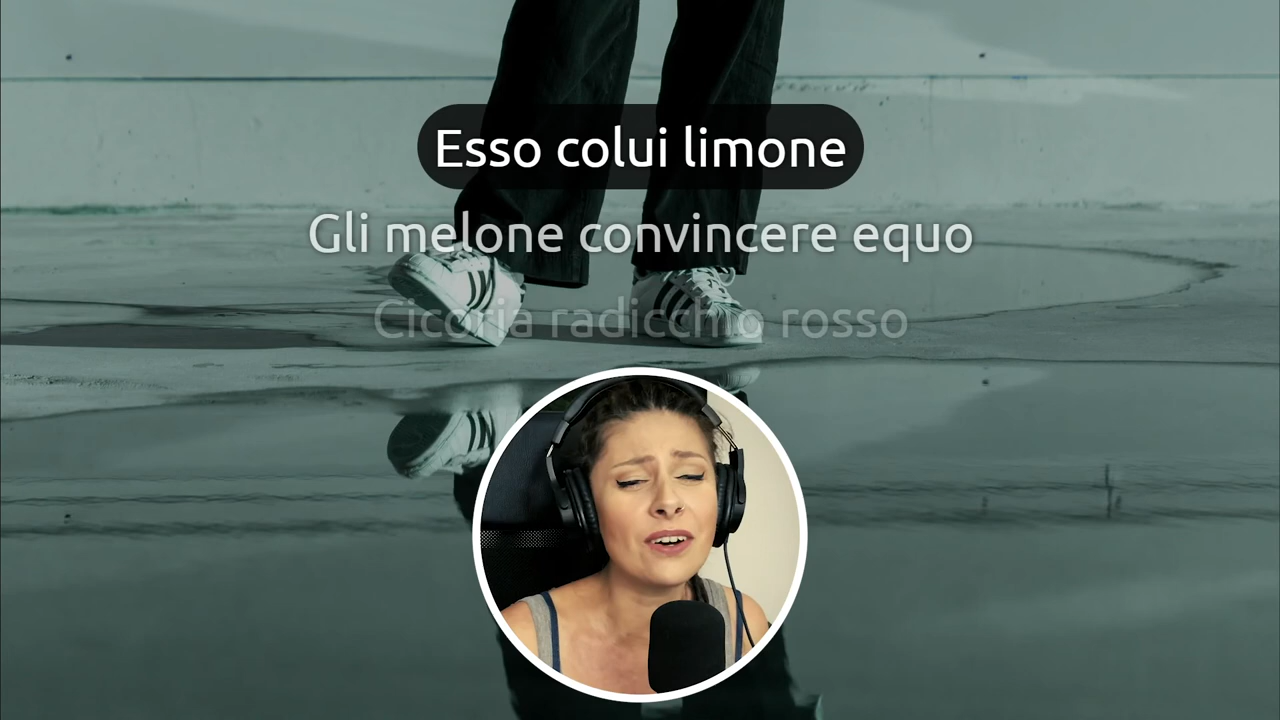 Esso colui limone
Gli melone convincere equo
Cicoria radicchio rosso